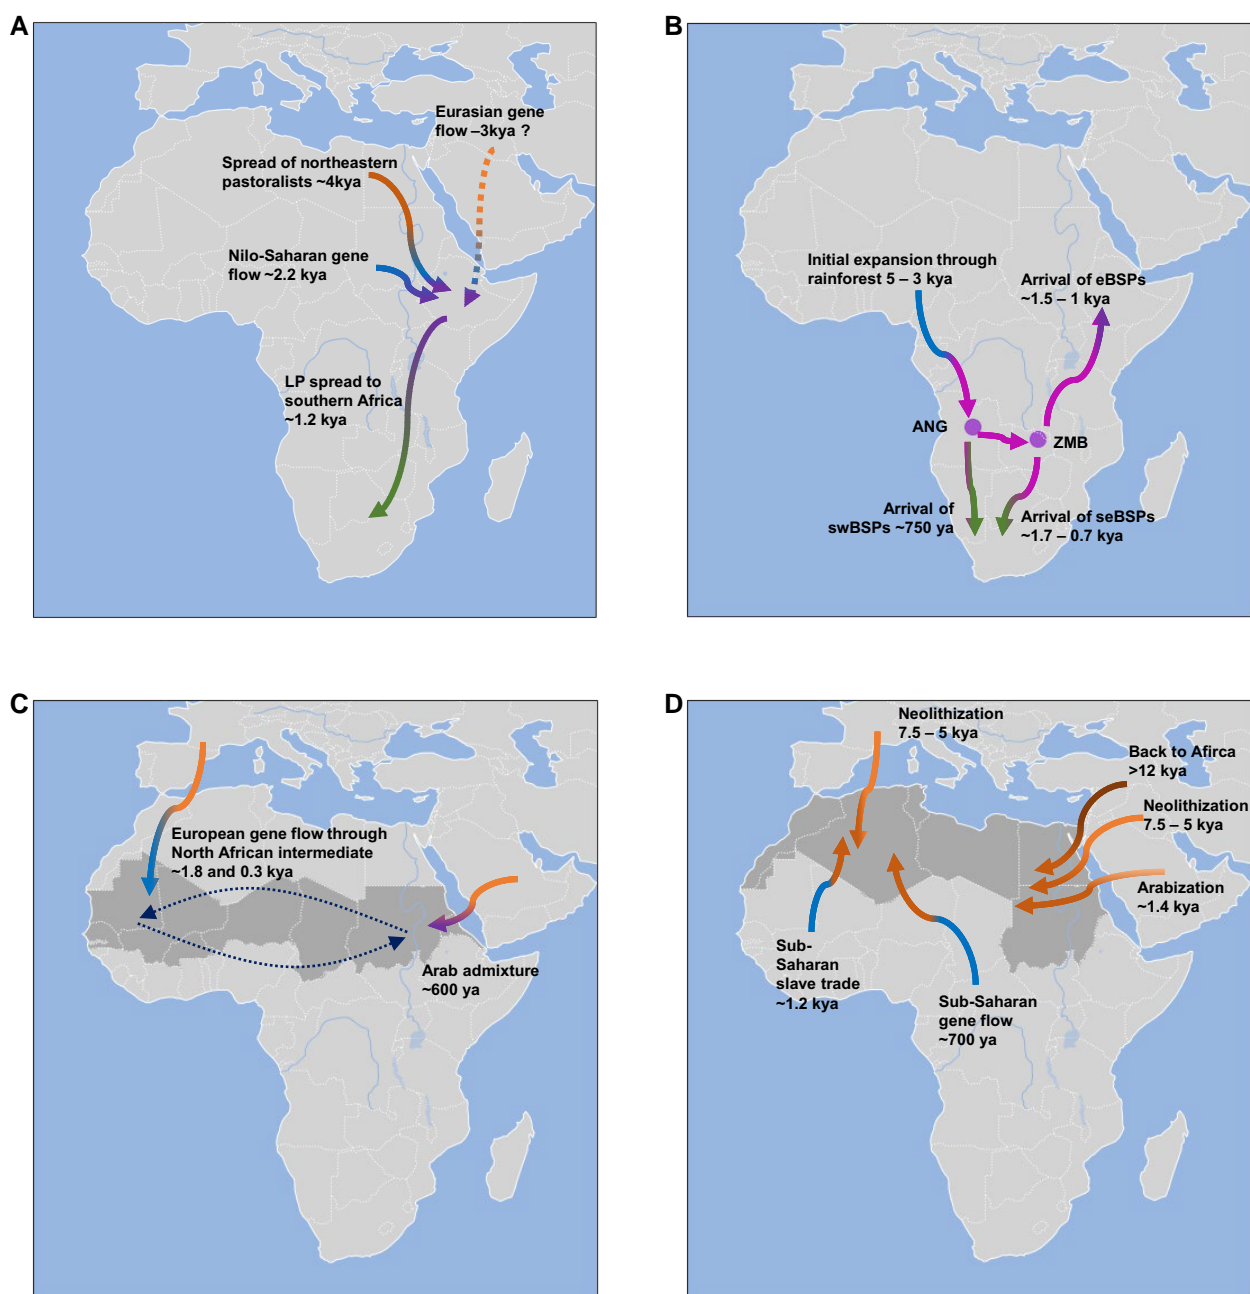 A
Eurasian gene
flow –3kya ?
Spread of northeastern
pastoralists ~4kya
Nilo-Saharan gene
flow ~2.2 kya
LP spread to
southern Africa
~1.2 kya
B
Initial expansion through
rainforest 5 – 3 kya
Arrival of eBSPs
~1.5 – 1 kya
ANG
ZMB
Arrival of
swBSPs ~750 ya
Arrival of seBSPs
~1.7 – 0.7 kya
C
European gene flow through
North African intermediate
~1.8 and 0.3 kya
Arab admixture
~600 ya
D
Neolithization
7.5 – 5 kya
Back to Afirca
>12 kya
Neolithization
7.5 – 5 kya
Arabization
~1.4 kya
Sub-
Saharan
slave trade
~1.2 kya
Sub-Saharan
gene flow
~700 ya